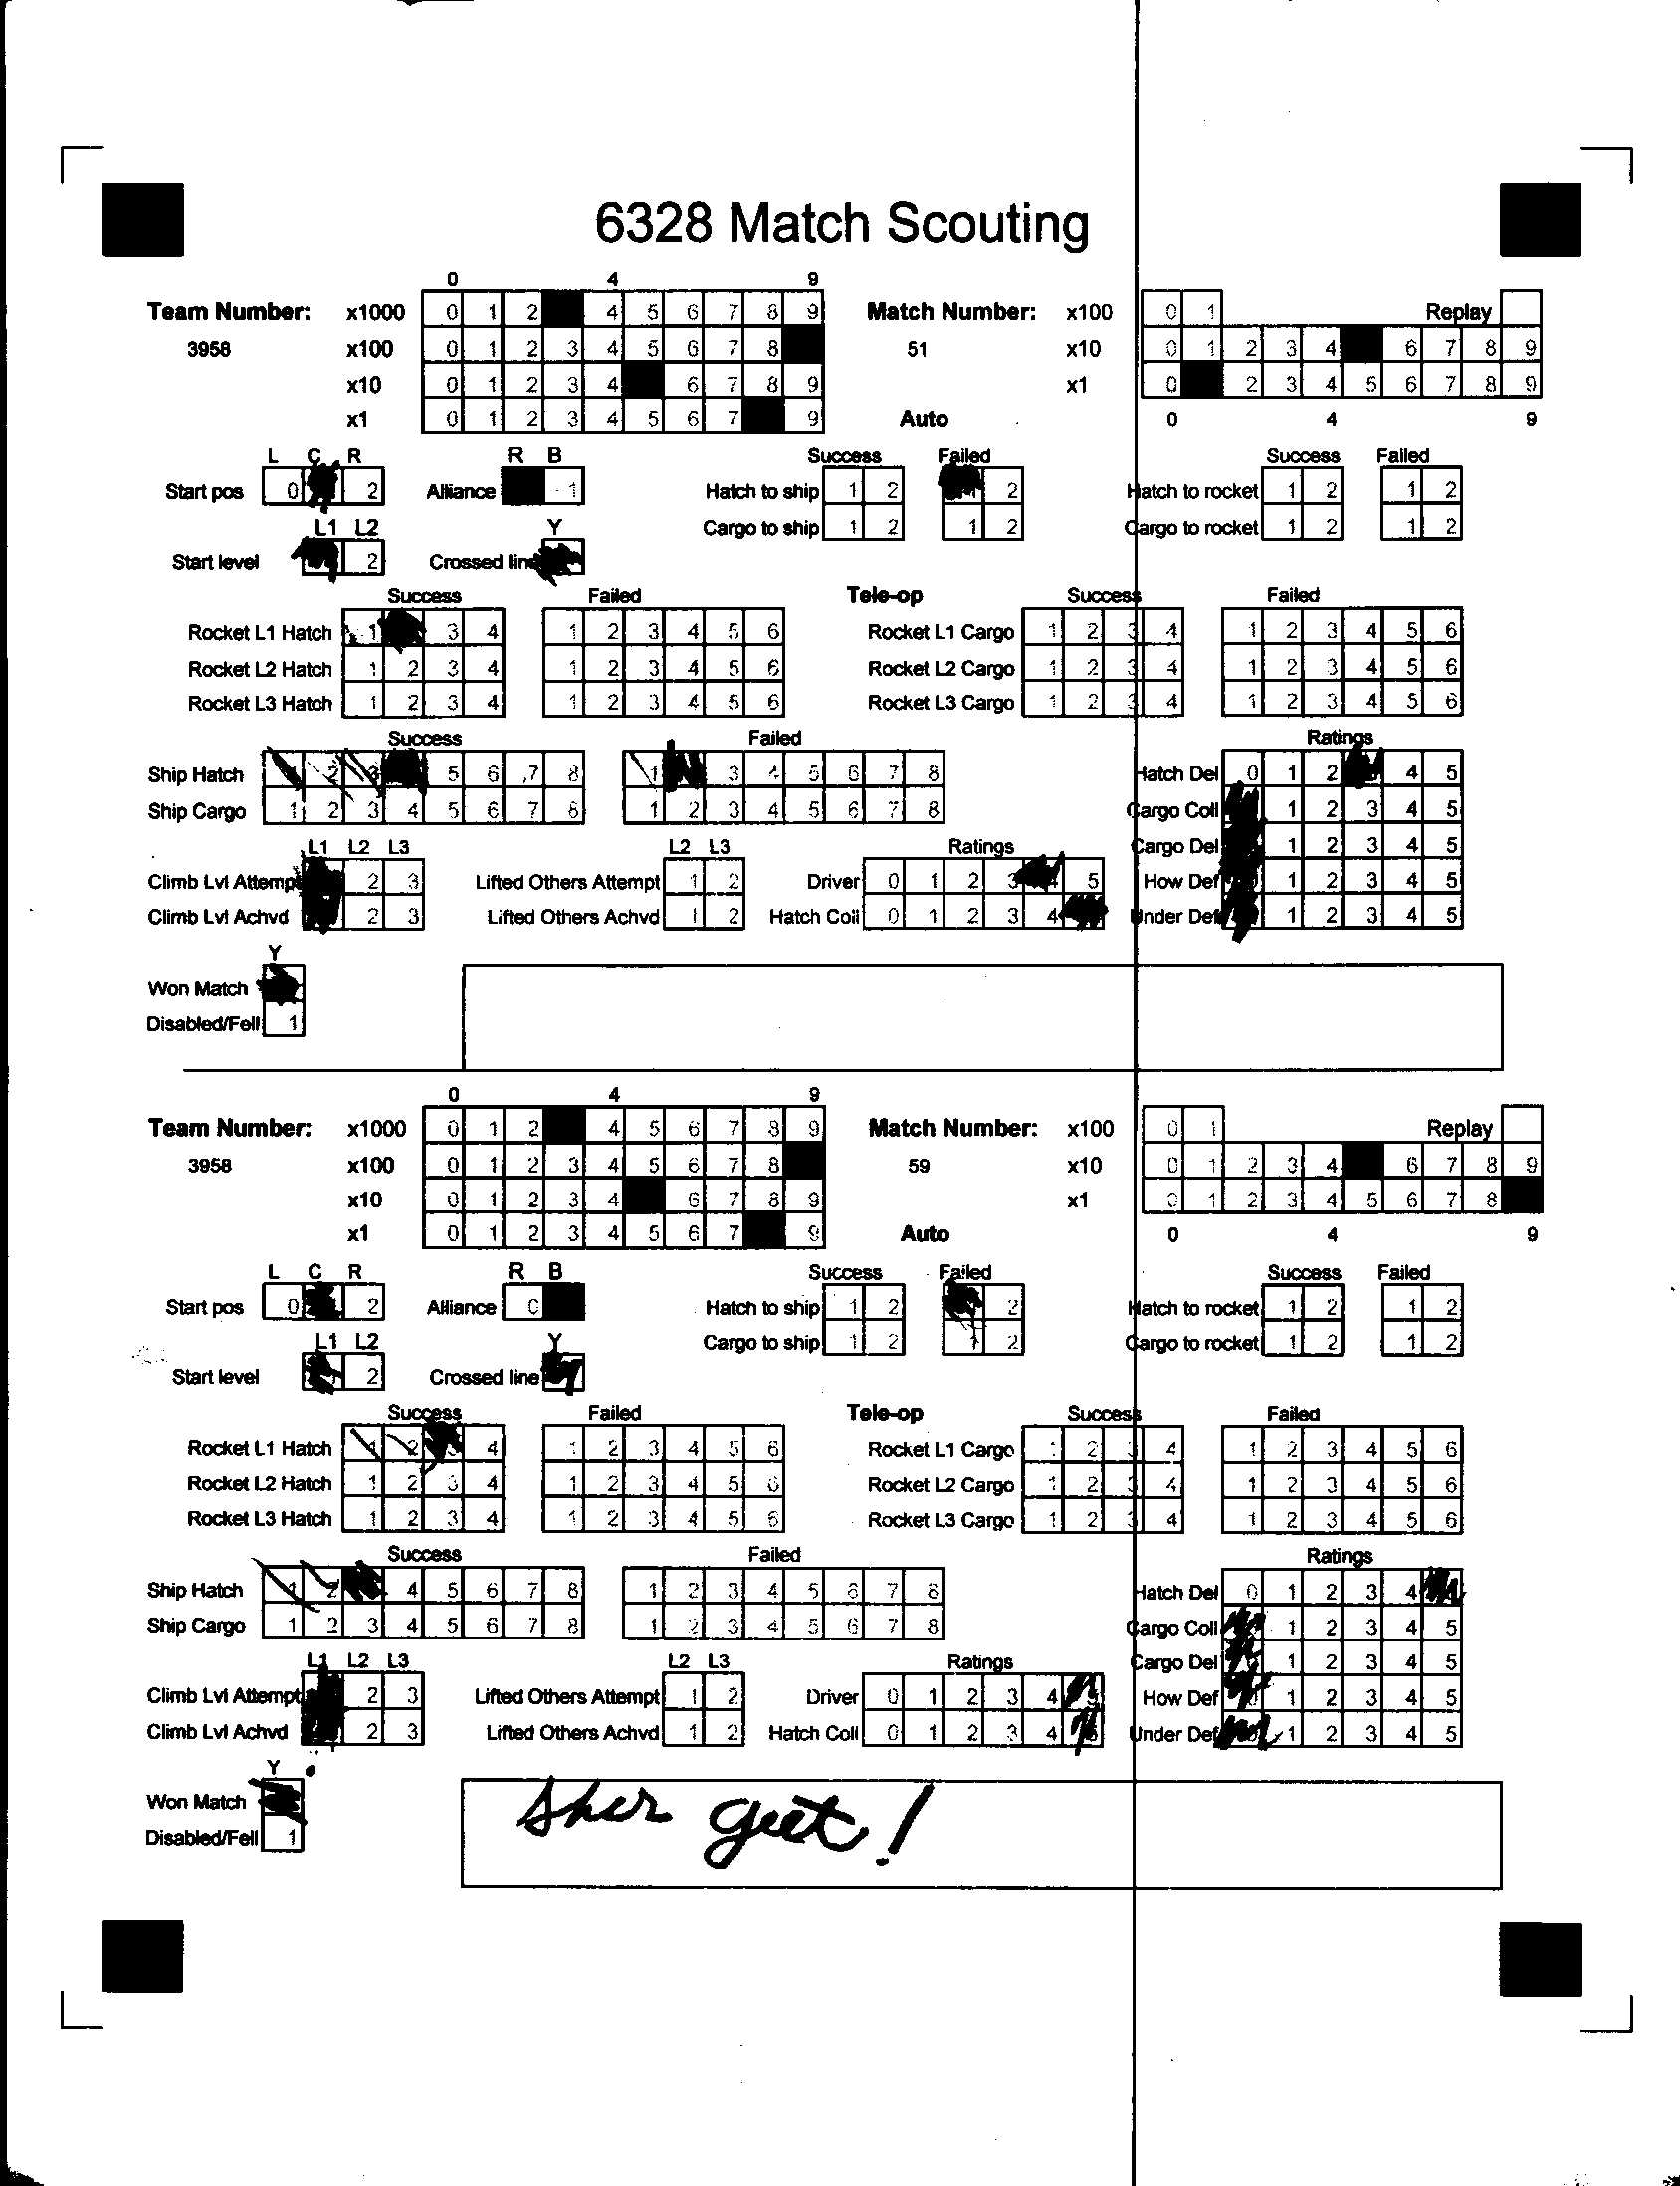 6328 Match Scouting
0 4 9
Team Number: x1000 0 1 2 4 5 6 7 8 9 Match Number: x100 0 1 Replay
3958 x100 0 1 2 3 4 5 6 7 8 51 x10 0 1 2 3 4 6 7 8 9
x10 0 1 2 3 4 6 7 8 9 x1 0 2 3 4 5 6 7 8 9
x1 0 1 2 3 4 5 6 7 9 Auto 0 4 9
L C R R B Success Failed Success Failed
Start pos 0 2 Alliance 1 Hatch to ship 1 2 2 Hatch to rocket 1 2 1 2
L1 L2 Y Cargo to ship 1 2 1 2 Cargo to rocket 1 2 1 2
Start level 2 Crossed line
Success Failed Tele-op Success Failed
Rocket L1 Hatch 1 3 4 1 2 3 4 5 6 Rocket L1 Cargo 1 2 3 4 1 2 3 4 5 6
Rocket L2 Hatch 1 2 3 4 1 2 3 4 5 6 Rocket L2 Cargo 1 2 3 4 1 2 3 4 5 6
Rocket L3 Hatch 1 2 3 4 1 2 3 4 5 6 Rocket L3 Cargo 1 2 3 4 1 2 3 4 5 6
Success Failed Ratings
Ship Hatch 1 2 3 5 6 7 8 1 3 4 5 6 7 8 Hatch Del 0 1 2 4 5
Ship Cargo 1 2 3 4 5 6 7 8 1 2 3 4 5 6 7 8 Cargo Coll 1 2 3 4 5
L1 L2 L3 L2 L3 Ratings Cargo Del 1 2 3 4 5
Climb Lvl Attempt 2 3 Lifted Others Attempt 1 2 Driver 0 1 2 3 4 5 How Def 1 2 3 4 5
Climb Lvl Achvd 2 3 Lifted Others Achvd 1 2 Hatch Coll 0 1 2 3 4 Under Def 1 2 3 4 5
Y
Won Match
Disabled/Fell 1
0 4 9
Team Number: x1000 0 1 2 4 5 6 7 8 9 Match Number: x100 0 1 Replay
3958 x100 0 1 2 3 4 5 6 7 8 59 x10 0 1 2 3 4 6 7 8 9
x10 0 1 2 3 4 6 7 8 9 x1 0 1 2 3 4 5 6 7 8
x1 0 1 2 3 4 5 6 7 9 Auto 0 4 9
L C R R B Success Failed Success Failed
Start pos 0 2 Alliance 0 Hatch to ship 1 2 2 Hatch to rocket 1 2 1 2
L1 L2 Y Cargo to ship 1 2 1 2 Cargo to rocket 1 2 1 2
Start level 2 Crossed line
Success Failed Tele-op Success Failed
Rocket L1 Hatch 1 2 3 4 1 2 3 4 5 6 Rocket L1 Cargo 1 2 3 4 1 2 3 4 5 6
Rocket L2 Hatch 1 2 3 4 1 2 3 4 5 6 Rocket L2 Cargo 1 2 3 4 1 2 3 4 5 6
Rocket L3 Hatch 1 2 3 4 1 2 3 4 5 6 Rocket L3 Cargo 1 2 3 4 1 2 3 4 5 6
Success Failed Ratings
Ship Hatch 1 2 4 5 6 7 8 1 2 3 4 5 6 7 8 Hatch Del 0 1 2 3 4
Ship Cargo 1 2 3 4 5 6 7 8 1 2 3 4 5 6 7 8 Cargo Coll 1 2 3 4 5
L1 L2 L3 L2 L3 Ratings Cargo Del 1 2 3 4 5
Climb Lvl Attempt 2 3 Lifted Others Attempt 1 2 Driver 0 1 2 3 4 5 How Def 1 2 3 4 5
Climb Lvl Achvd 2 3 Lifted Others Achvd 1 2 Hatch Coll 0 1 2 3 4 5 Under Def 1 2 3 4 5
Y
Won Match
Disabled/Fell 1